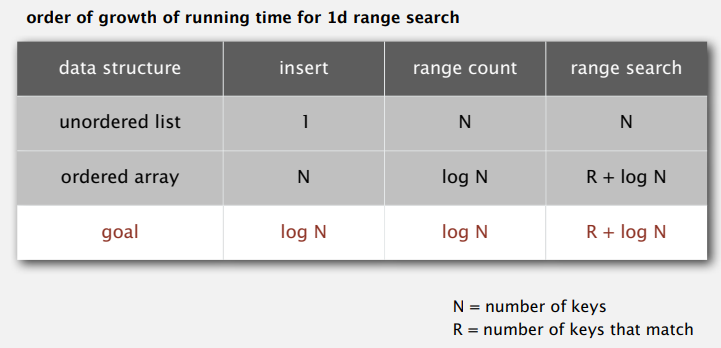 order of growth of running time for 1d range search
data structure insert range count range search
unordered list 1 N N
ordered array N log N R + log N
goal log N log N R + log N
N = number of keys
R = number of keys that match